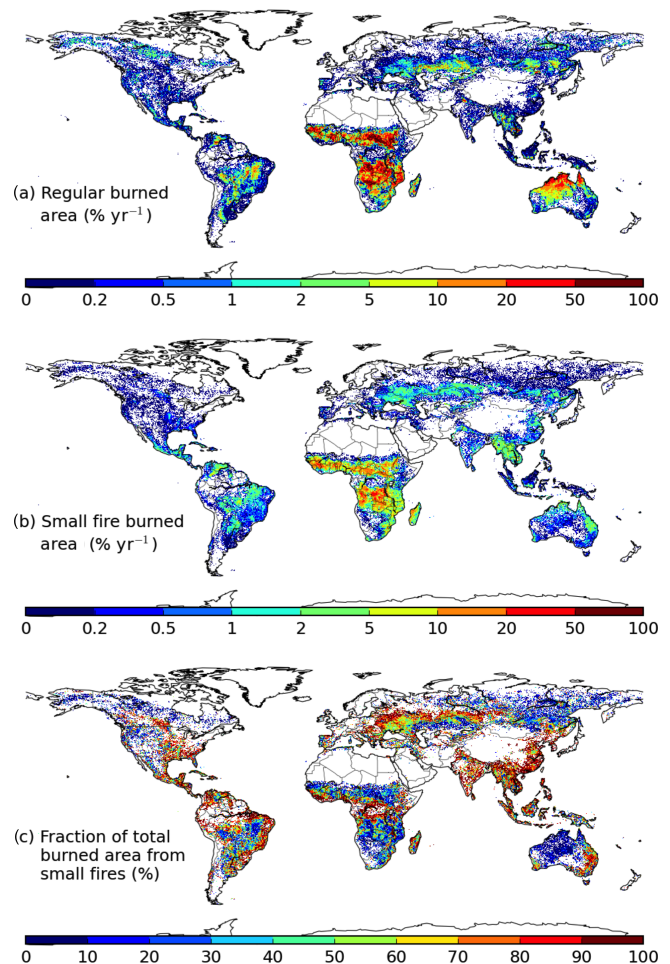 (a) Regular burned
area (% yr⁻¹)
0 0.2 0.5 1 2 5 10 20 50 100
(b) Small fire burned
area (% yr⁻¹)
0 0.2 0.5 1 2 5 10 20 50 100
(c) Fraction of total
burned area from
small fires (%)
0 10 20 30 40 50 60 70 80 90 100